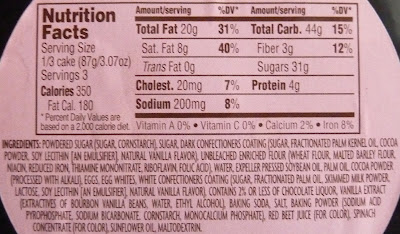 Nutrition
Facts
Serving Size
1/3 cake (87g/3.07oz)
Servings 3
Calories 350
Fat Cal. 180
* Percent Daily Values are
based on a 2,000 calorie diet.
Amount/serving %DV*
Total Fat 20g 31%
Sat. Fat 8g 40%
Trans Fat 0g
Cholest. 20mg 7%
Sodium 200mg 8%
Amount/serving %DV*
Total Carb. 44g 15%
Fiber 3g 12%
Sugars 31g
Protein 4g
Vitamin A 0% • Vitamin C 0% • Calcium 2% • Iron 8%
INGREDIENTS: POWDERED SUGAR (SUGAR, CORNSTARCH), SUGAR, DARK CONFECTIONERS COATING (SUGAR, FRACTIONATED PALM KERNEL OIL, COCOA
POWDER, SOY LECITHIN [AN EMULSIFIER], NATURAL VANILLA FLAVOR), UNBLEACHED ENRICHED FLOUR (WHEAT FLOUR, MALTED BARLEY FLOUR,
NIACIN, REDUCED IRON, THIAMINE MONONITRATE, RIBOFLAVIN, FOLIC ACID), WATER, EXPELLER PRESSED SOYBEAN OIL, PALM OIL, COCOA POWDER
(PROCESSED WITH ALKALI), EGGS, EGG WHITES, WHITE CONFECTIONERS COATING (SUGAR, FRACTIONATED PALM OIL, SKIMMED MILK POWDER,
LACTOSE, SOY LECITHIN [AN EMULSIFIER], NATURAL VANILLA FLAVOR). CONTAINS 2% OR LESS OF CHOCOLATE LIQUOR, VANILLA EXTRACT
(EXTRACTIVES OF BOURBON VANILLA BEANS, WATER, ETHYL ALCOHOL), BAKING SODA, SALT, BAKING POWDER (SODIUM ACID
PYROPHOSPHATE, SODIUM BICARBONATE, CORNSTARCH, MONOCALCIUM PHOSPHATE), RED BEET JUICE (FOR COLOR), SPINACH
CONCENTRATE (FOR COLOR), SUNFLOWER OIL, MALTODEXTRIN.